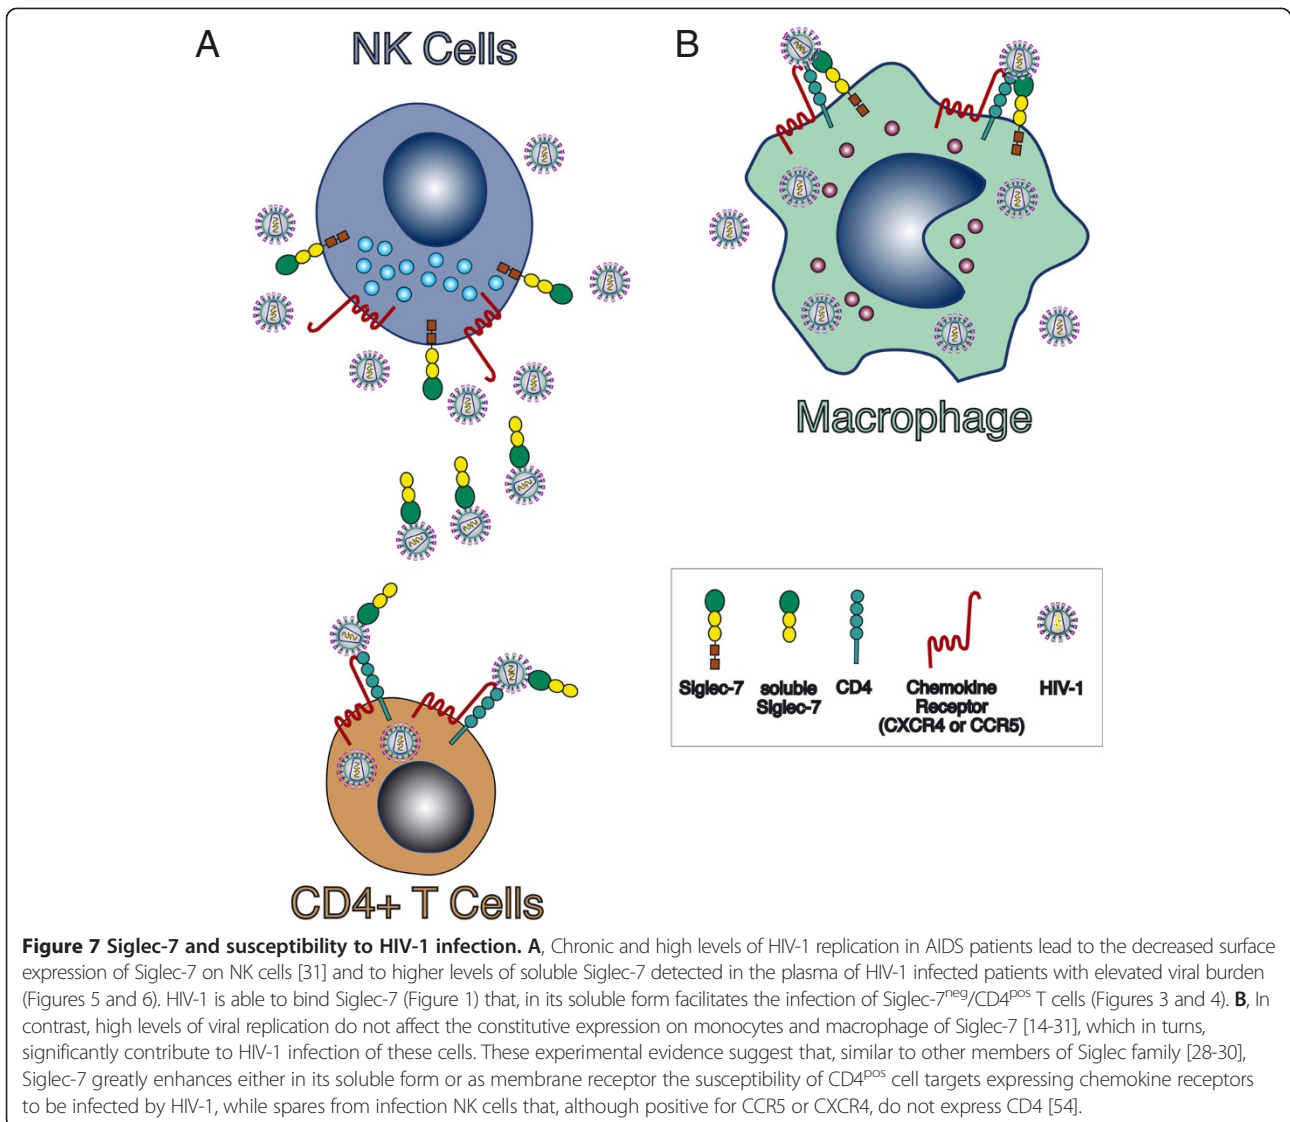 A
NK Cells
B
Macrophage
CD4+ T Cells
Siglec-7
soluble
Siglec-7
CD4
Chemokine
Receptor
(CXCR4 or CCR5)
HIV-1
Figure 7 Siglec-7 and susceptibility to HIV-1 infection. A, Chronic and high levels of HIV-1 replication in AIDS patients lead to the decreased surface
expression of Siglec-7 on NK cells [31] and to higher levels of soluble Siglec-7 detected in the plasma of HIV-1 infected patients with elevated viral burden
(Figures 5 and 6). HIV-1 is able to bind Siglec-7 (Figure 1) that, in its soluble form facilitates the infection of Siglec-7neg/CD4pos T cells (Figures 3 and 4). B, In
contrast, high levels of viral replication do not affect the constitutive expression on monocytes and macrophage of Siglec-7 [14-31], which in turns,
significantly contribute to HIV-1 infection of these cells. These experimental evidence suggest that, similar to other members of Siglec family [28-30],
Siglec-7 greatly enhances either in its soluble form or as membrane receptor the susceptibility of CD4pos cell targets expressing chemokine receptors
to be infected by HIV-1, while spares from infection NK cells that, although positive for CCR5 or CXCR4, do not express CD4 [54].